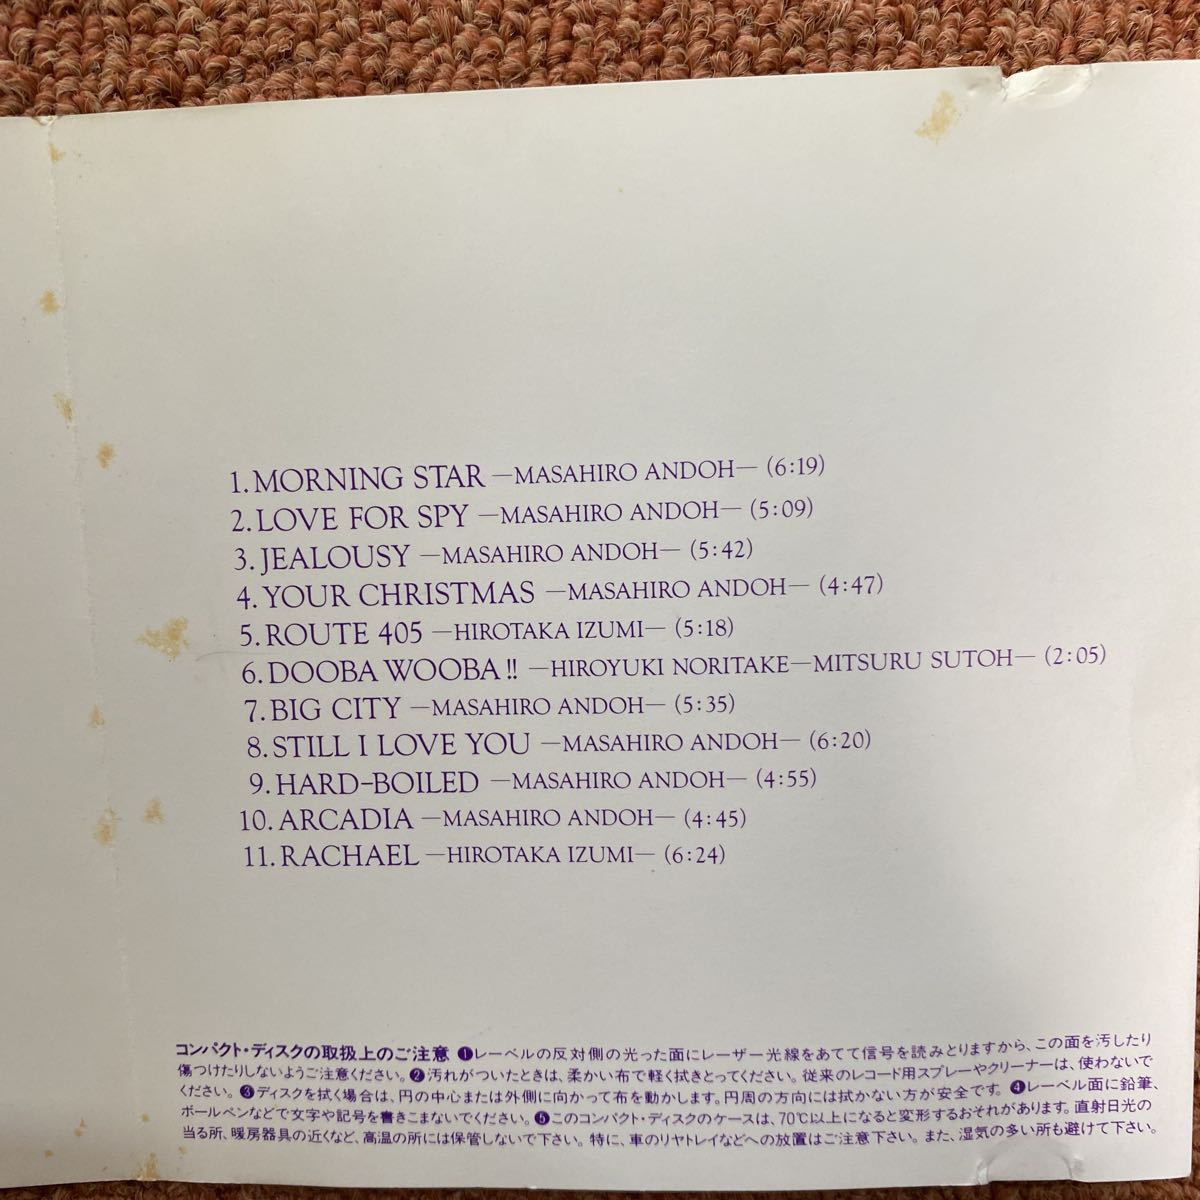 1. MORNING STAR —MASAHIRO ANDOH— (6:19)
2. LOVE FOR SPY —MASAHIRO ANDOH— (5:09)
3. JEALOUSY —MASAHIRO ANDOH— (5:42)
4. YOUR CHRISTMAS —MASAHIRO ANDOH— (4:47)
5. ROUTE 405 —HIROTAKA IZUMI— (5:18)
6. DOOBA WOOBA!! —HIROYUKI NORITAKE—MITSURU SUTOH— (2:05)
7. BIG CITY —MASAHIRO ANDOH— (5:35)
8. STILL I LOVE YOU —MASAHIRO ANDOH— (6:20)
9. HARD-BOILED —MASAHIRO ANDOH— (4:55)
10. ARCADIA —MASAHIRO ANDOH— (4:45)
11. RACHAEL —HIROTAKA IZUMI— (6:24)
コンパクト・ディスクの取扱上のご注意 ❶レーベルの反対側の光った面にレーザー光線をあてて信号を読みとりますから、この面を汚したり
傷つけたりしないようご注意ください。❷汚れがついたときは、柔かい布で軽く拭きとってください。従来のレコード用スプレーやクリーナーは、使わないで
ください。❸ディスクを拭く場合は、円の中心または外側に向かって布を動かします。円周の方向には拭かない方が安全です。❹レーベル面に鉛筆、
ボールペンなどで文字や記号を書きこまないでください。❺このコンパクト・ディスクのケースは、70℃以上になると変形するおそれがあります。直射日光の
当る所、暖房器具の近くなど、高温の所には保管しないで下さい。特に、車のリヤトレイなどへの放置はご注意下さい。また、湿気の多い所も避けて下さい。